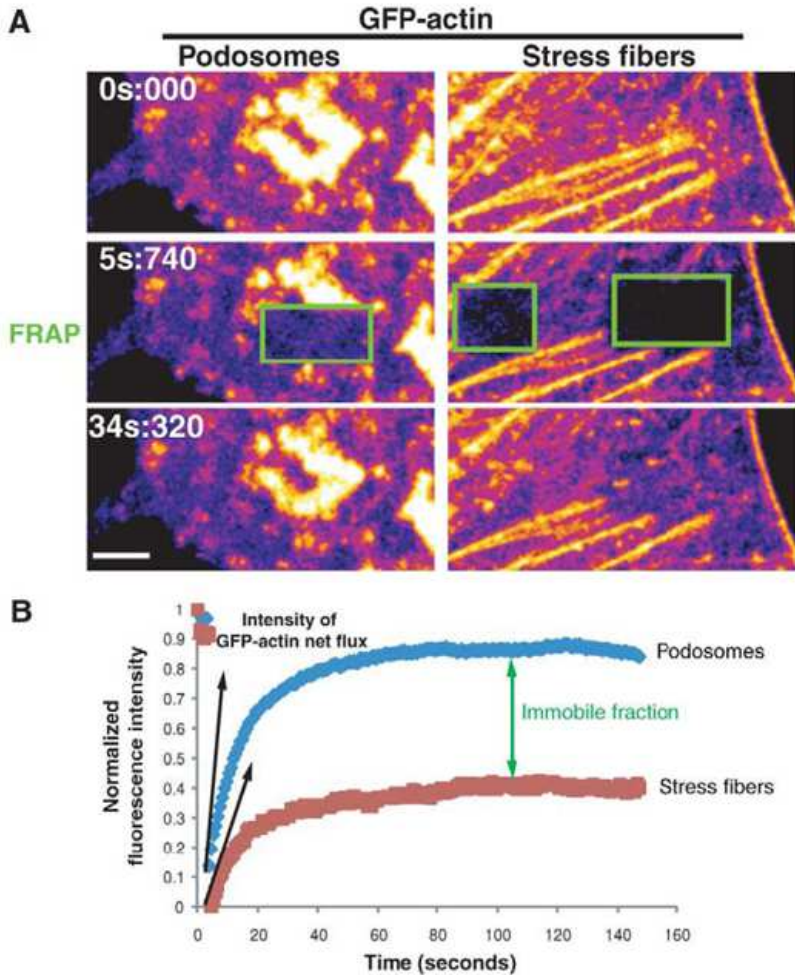 A
GFP-actin
Podosomes
Stress fibers
0s:000
5s:740
FRAP
34s:320
B
Intensity of
GFP-actin net flux
Podosomes
Immobile fraction
Stress fibers
Normalized
fluorescence intensity
1
0.9
0.8
0.7
0.6
0.5
0.4
0.3
0.2
0.1
0
0 20 40 60 80 100 120 140 160
Time (seconds)